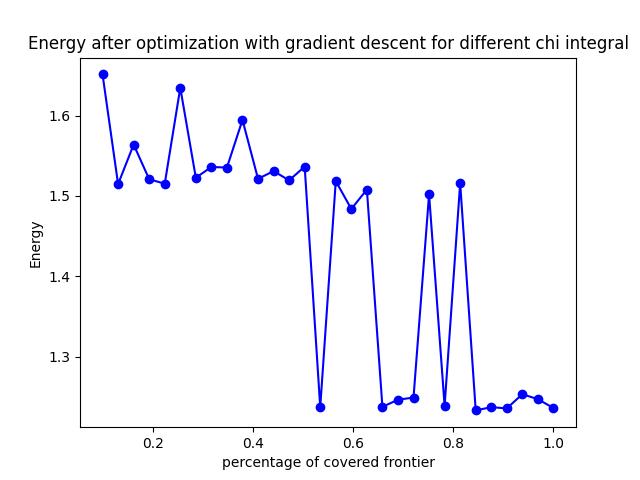 Energy after optimization with gradient descent for different chi integral
1.6
1.5
1.4
1.3
Energy
0.2 0.4 0.6 0.8 1.0
percentage of covered frontier